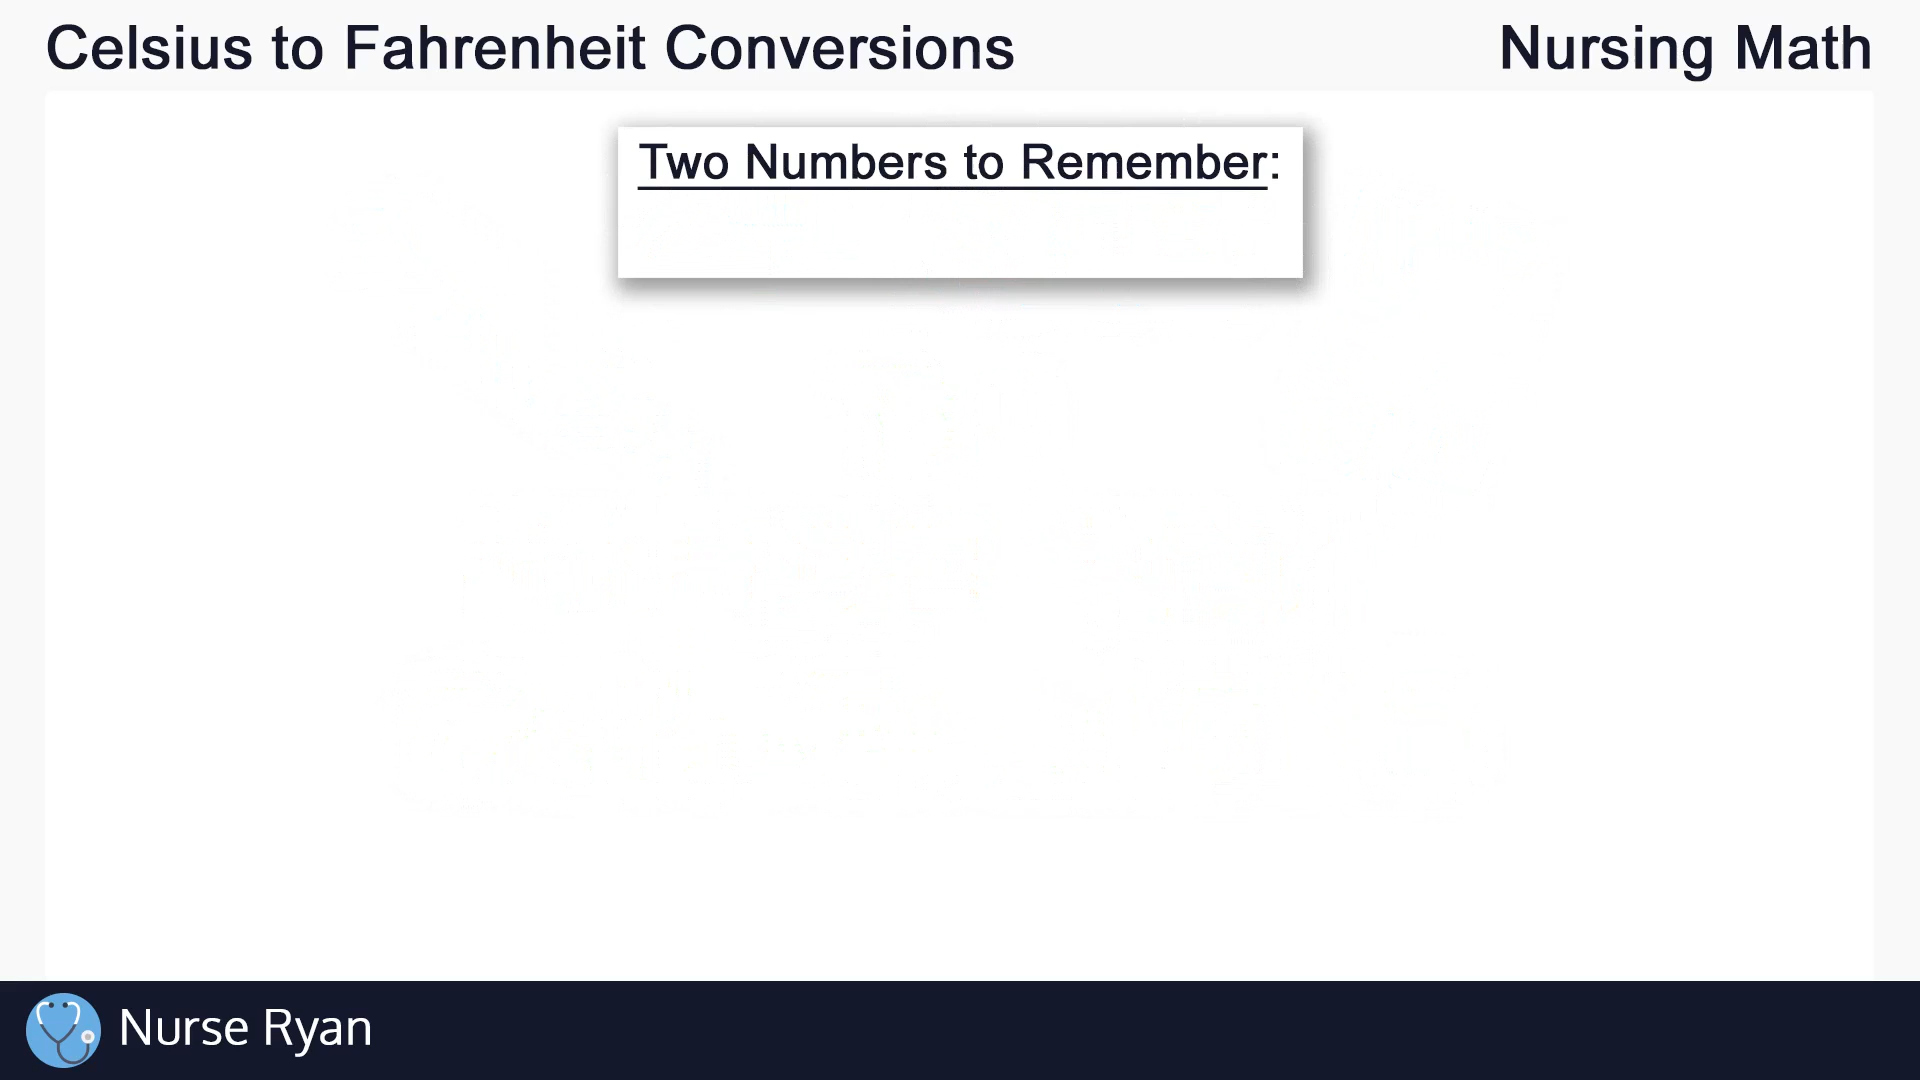 Celsius to Fahrenheit Conversions
Nursing Math
Two Numbers to Remember:
Nurse Ryan